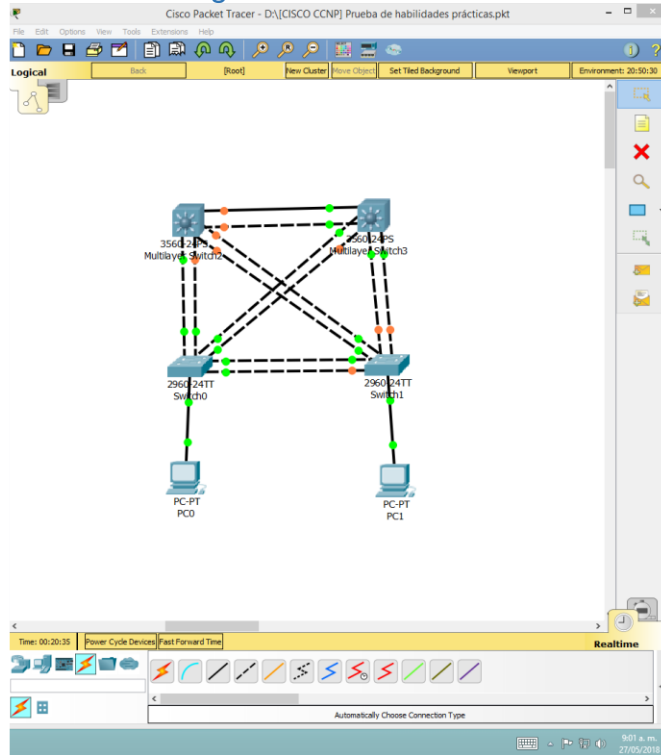 Cisco Packet Tracer - D:\[CISCO CCNP] Prueba de habilidades prácticas.pkt
File Edit Options View Tools Extensions Help
Logical Back [Root] New Cluster Move Object Set Tiled Background Viewport Environment: 20:50:30
3560-24PS
Multilayer Switch2
3560-24PS
Multilayer Switch3
2960-24TT
Switch0
2960-24TT
Switch1
PC-PT
PC0
PC-PT
PC1
Time: 00:20:35 Power Cycle Devices Fast Forward Time Realtime
Automatically Choose Connection Type
9:01 a. m.
27/05/2018